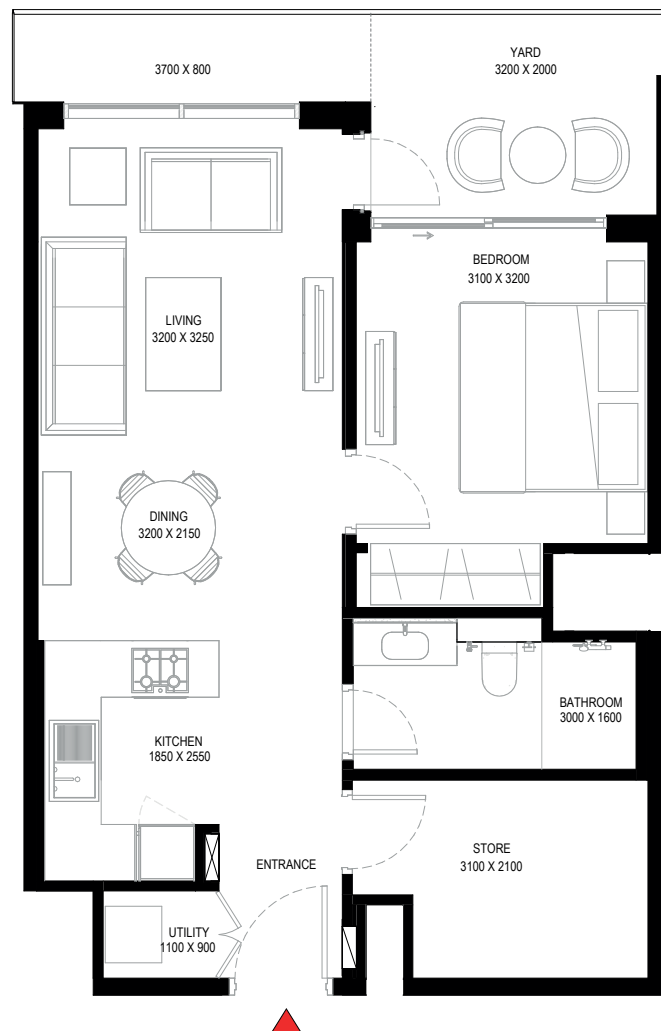 3700 X 800
YARD
3200 X 2000
BEDROOM
3100 X 3200
LIVING
3200 X 3250
DINING
3200 X 2150
BATHROOM
3000 X 1600
KITCHEN
1850 X 2550
STORE
3100 X 2100
ENTRANCE
UTILITY
1100 X 900